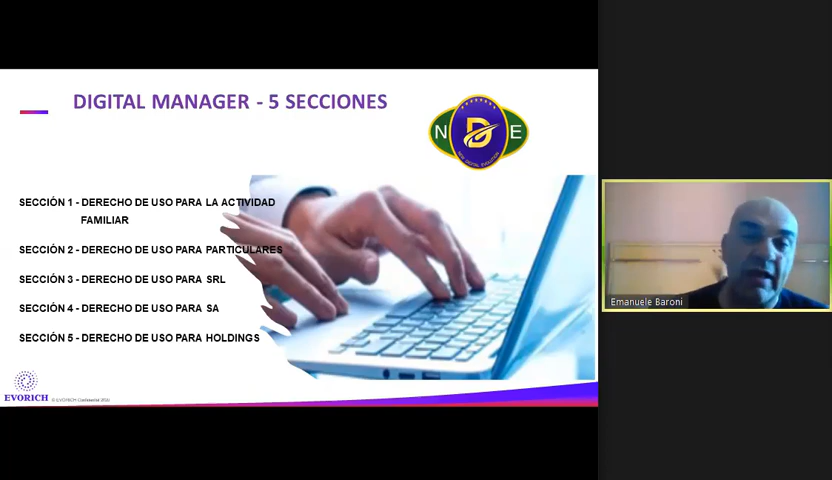 DIGITAL MANAGER - 5 SECCIONES
N D E
SECCIÓN 1 - DERECHO DE USO PARA LA ACTIVIDAD
FAMILIAR
SECCIÓN 2 - DERECHO DE USO PARA PARTICULARES
SECCIÓN 3 - DERECHO DE USO PARA SRL
SECCIÓN 4 - DERECHO DE USO PARA SA
SECCIÓN 5 - DERECHO DE USO PARA HOLDINGS
Emanuele Baroni
EVORICH
© EVORICH Confidential